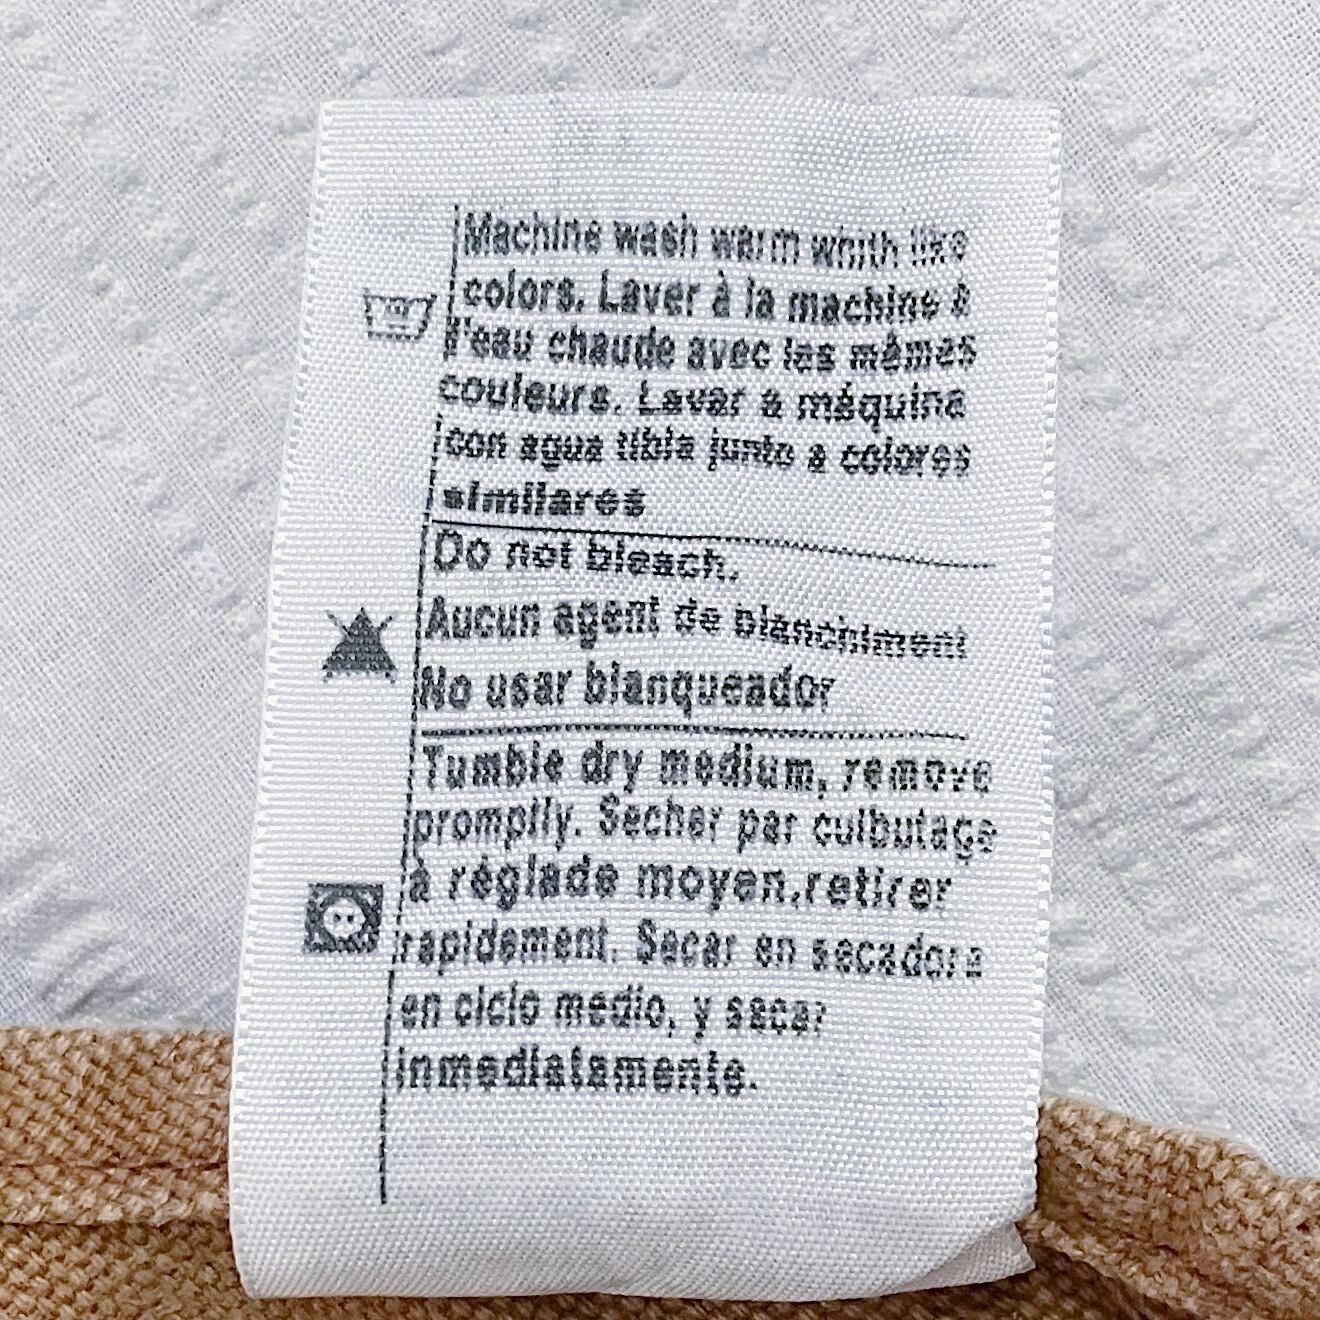 Machine wash warm whith like
colors. Laver à la machine à
l'eau chaude avec les mêmes
couleurs. Lavar a máquina
con agua tibia junto a colores
similares
Do not bleach.
Aucun agent de blanchiment
No usar blanqueador
Tumble dry medium, remove
promptly. Sécher par culbutage
à réglade moyen.retirer
rapidement. Secar en secadora
en ciclo medio, y sacar
inmediatamente.